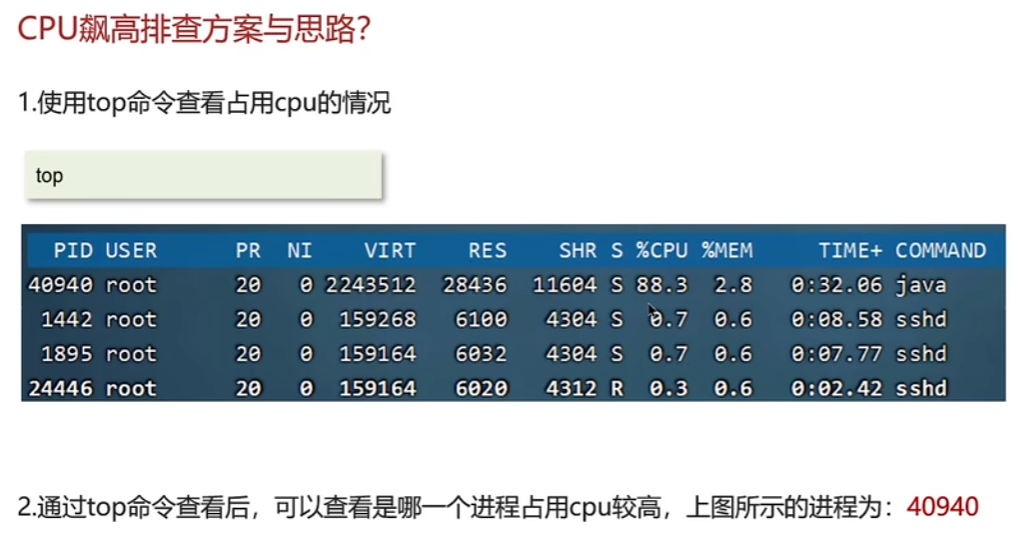 CPU飙高排查方案与思路?
1.使用top命令查看占用cpu的情况
top
PID USER PR NI VIRT RES SHR S %CPU %MEM TIME+ COMMAND
40940 root 20 0 2243512 28436 11604 S 88.3 2.8 0:32.06 java
1442 root 20 0 159268 6100 4304 S 0.7 0.6 0:08.58 sshd
1895 root 20 0 159164 6032 4304 S 0.7 0.6 0:07.77 sshd
24446 root 20 0 159164 6020 4312 R 0.3 0.6 0:02.42 sshd
2.通过top命令查看后，可以查看是哪一个进程占用cpu较高，上图所示的进程为：40940